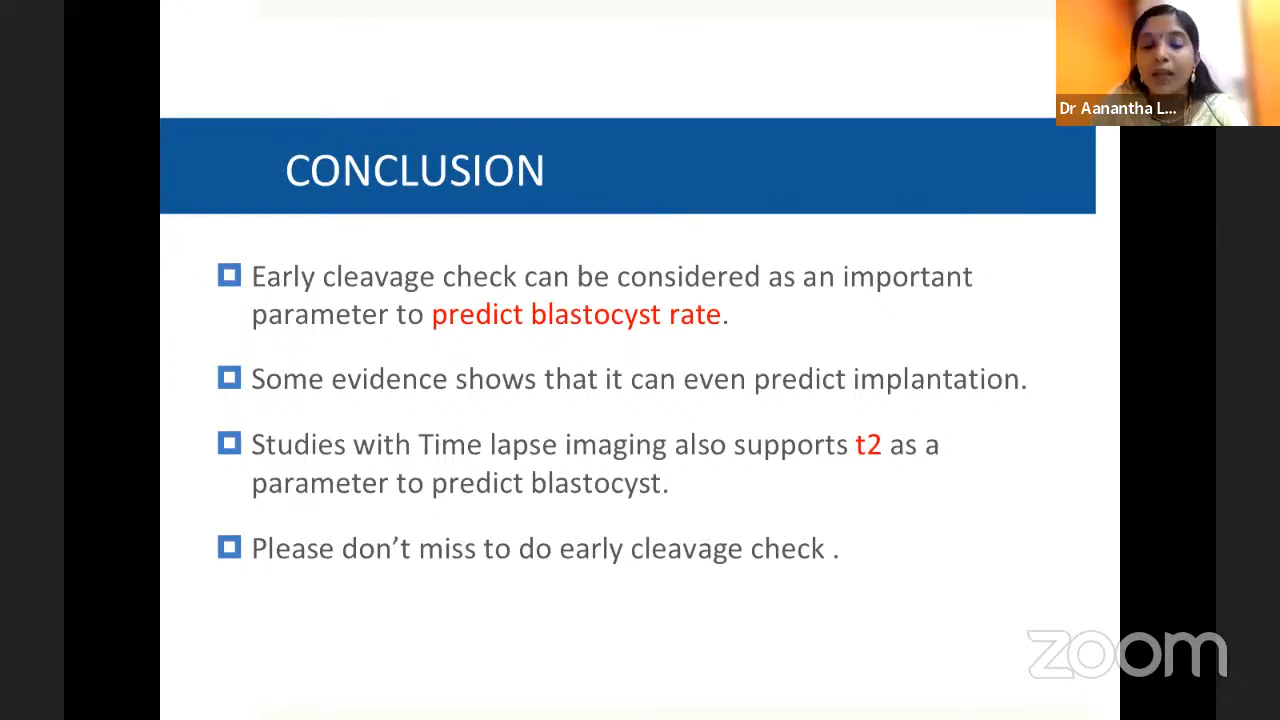 Dr Aanantha L...
CONCLUSION
Early cleavage check can be considered as an important
parameter to predict blastocyst rate.
Some evidence shows that it can even predict implantation.
Studies with Time lapse imaging also supports t2 as a
parameter to predict blastocyst.
Please don’t miss to do early cleavage check .
zoom